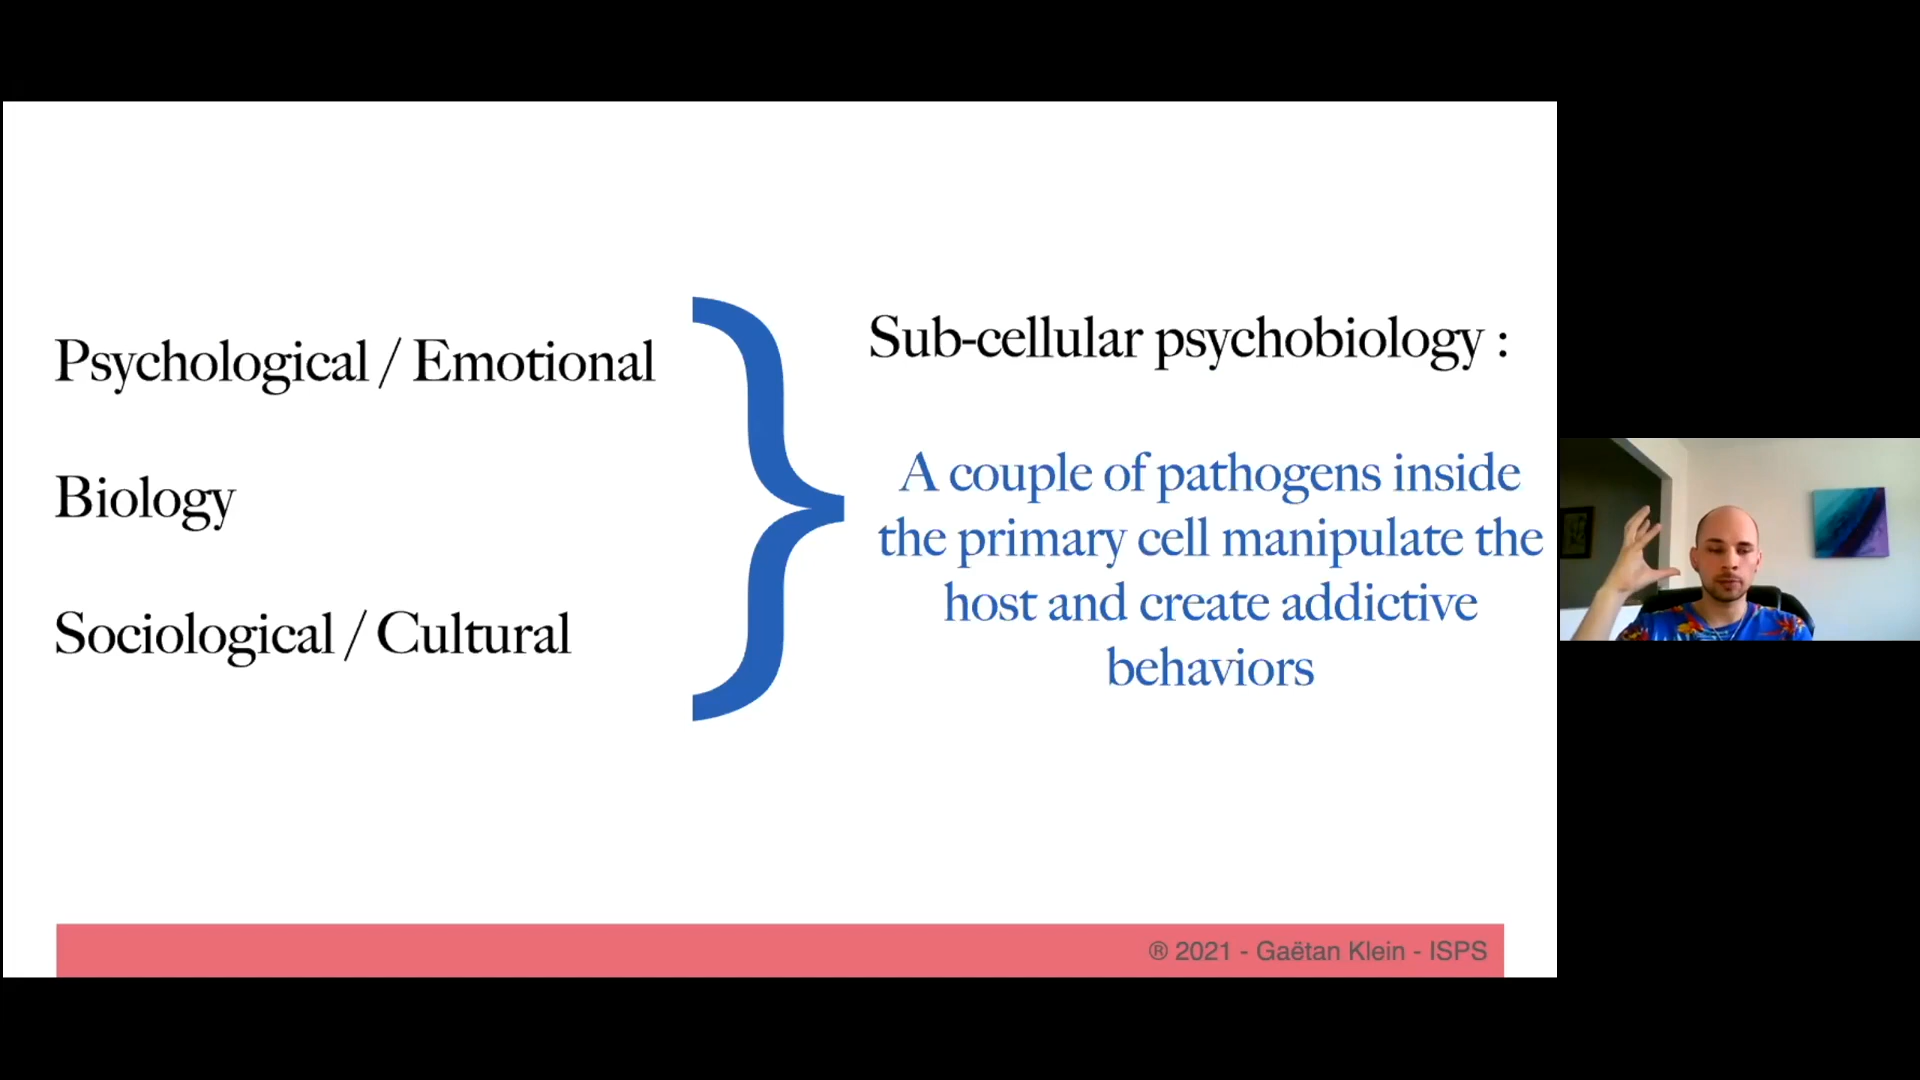 Psychological / Emotional
Biology
Sociological / Cultural
Sub-cellular psychobiology :
A couple of pathogens inside
the primary cell manipulate the
host and create addictive
behaviors
® 2021 - Gaëtan Klein - ISPS